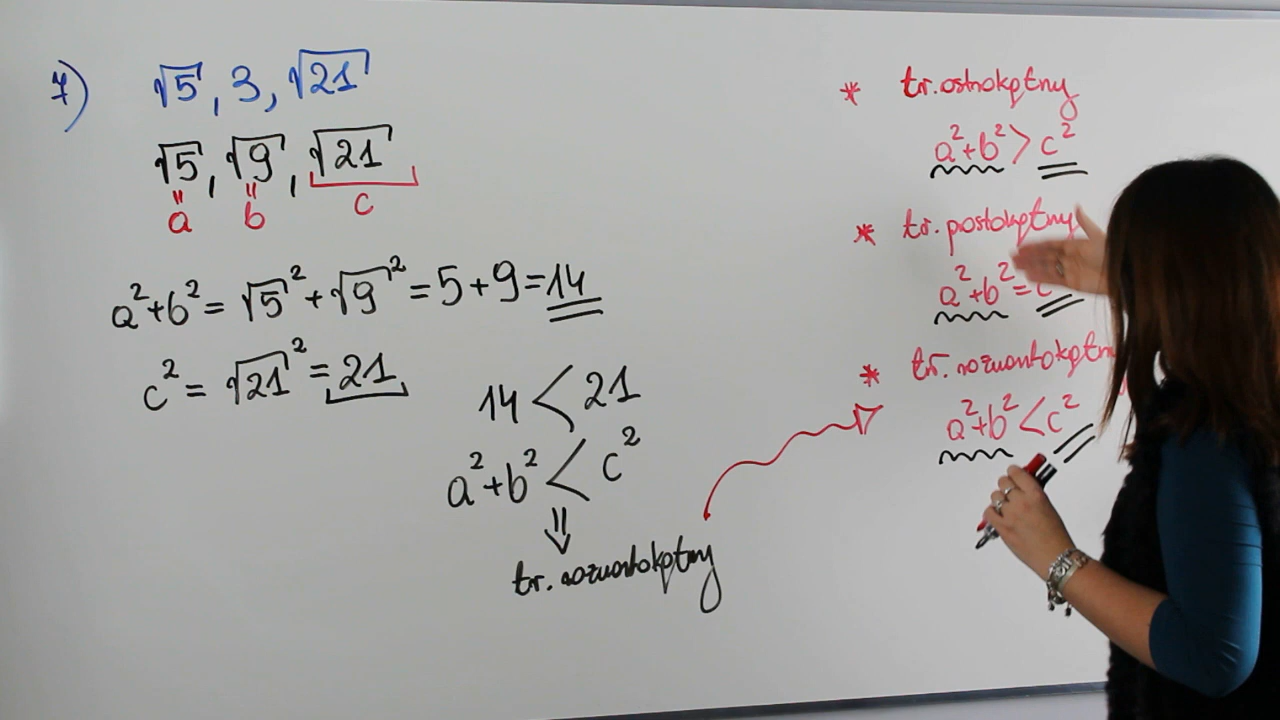 7) √5, 3, √21
√5, √9, √21
a b c
a²+b² = √5² + √9² = 5+9=14
c² = √21² = 21
14 < 21
a²+b² < c²
⇓
tr. rozwartokątny
* tr. ostrokątny
a²+b² > c²
* tr. prostokątny
a²+b² = c
* tr. rozwartokątny
a²+b² < c²